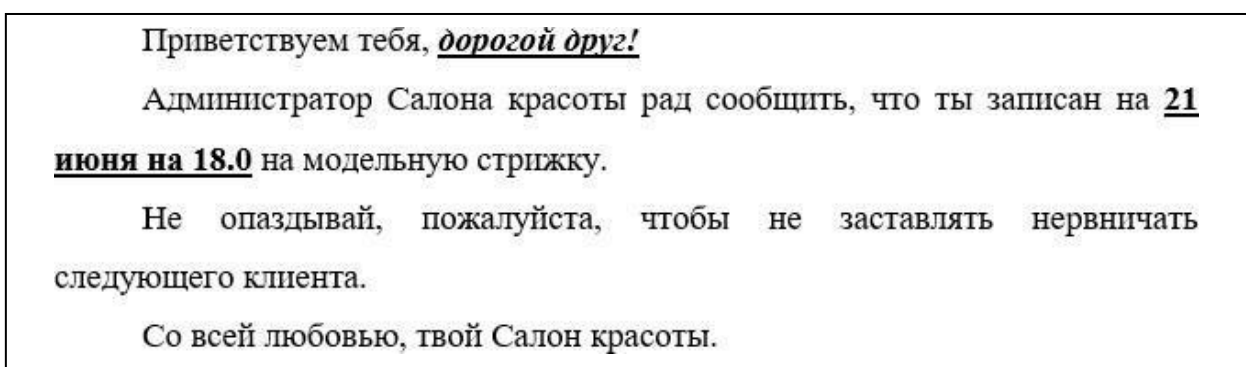 Приветствуем тебя, дорогой друг!
Администратор Салона красоты рад сообщить, что ты записан на 21
июня на 18.0 на модельную стрижку.
Не опаздывай, пожалуйста, чтобы не заставлять нервничать
следующего клиента.
Со всей любовью, твой Салон красоты.